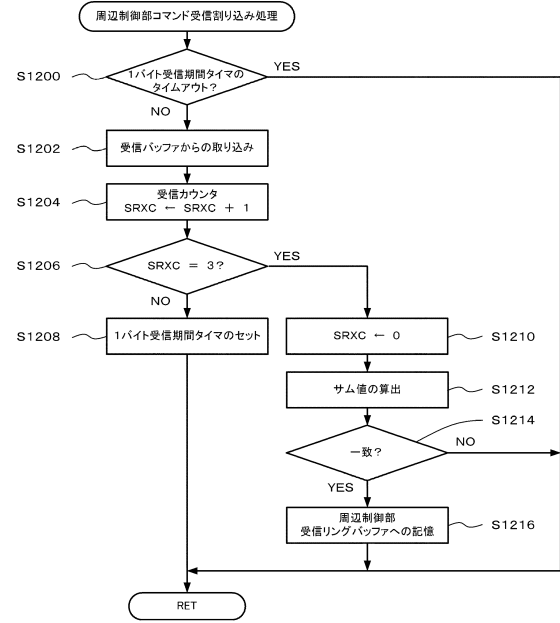 周辺制御部コマンド受信割り込み処理
S1200
1バイト受信期間タイマの
タイムアウト?
YES
NO
S1202
受信バッファからの取り込み
S1204
受信カウンタ
SRXC ← SRXC + 1
S1206
SRXC = 3?
YES
NO
S1208
1バイト受信期間タイマのセット
SRXC ← 0
S1210
サム値の算出
S1212
S1214
一致?
NO
YES
周辺制御部
受信リングバッファへの記憶
S1216
RET